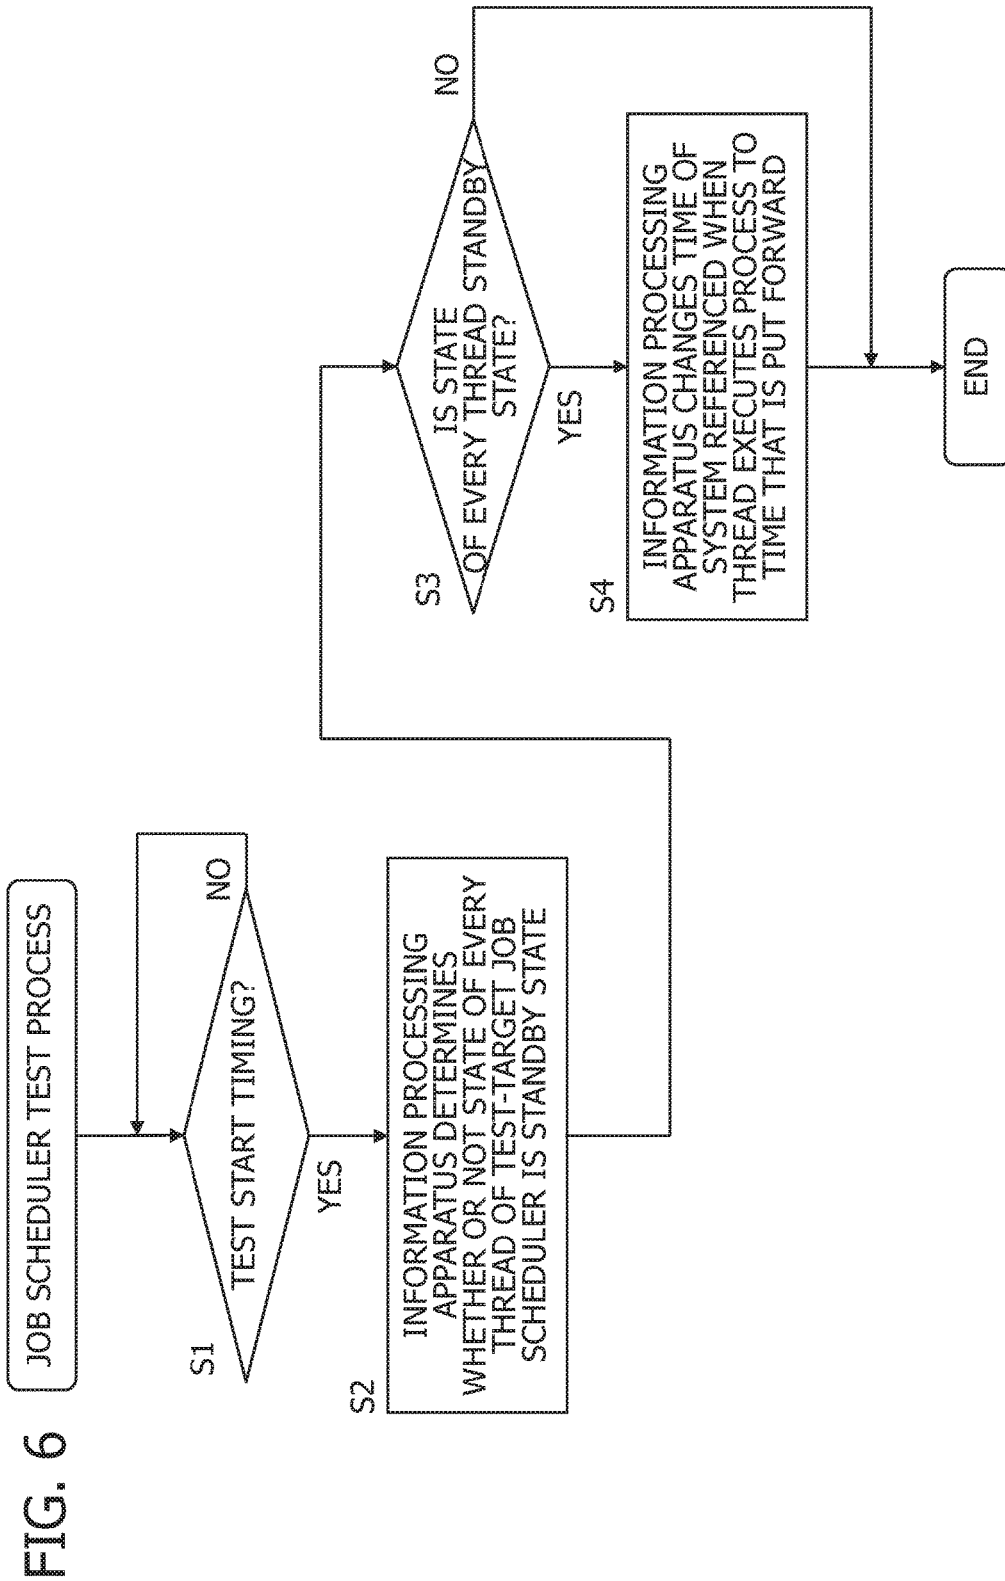 FIG. 6
JOB SCHEDULER TEST PROCESS
S1
TEST START TIMING?
NO
YES
S2
INFORMATION PROCESSING
APPARATUS DETERMINES
WHETHER OR NOT STATE OF EVERY
THREAD OF TEST-TARGET JOB
SCHEDULER IS STANDBY STATE
S3
IS STATE
OF EVERY THREAD STANDBY
STATE?
NO
YES
S4
INFORMATION PROCESSING
APPARATUS CHANGES TIME OF
SYSTEM REFERENCED WHEN
THREAD EXECUTES PROCESS TO
TIME THAT IS PUT FORWARD
END